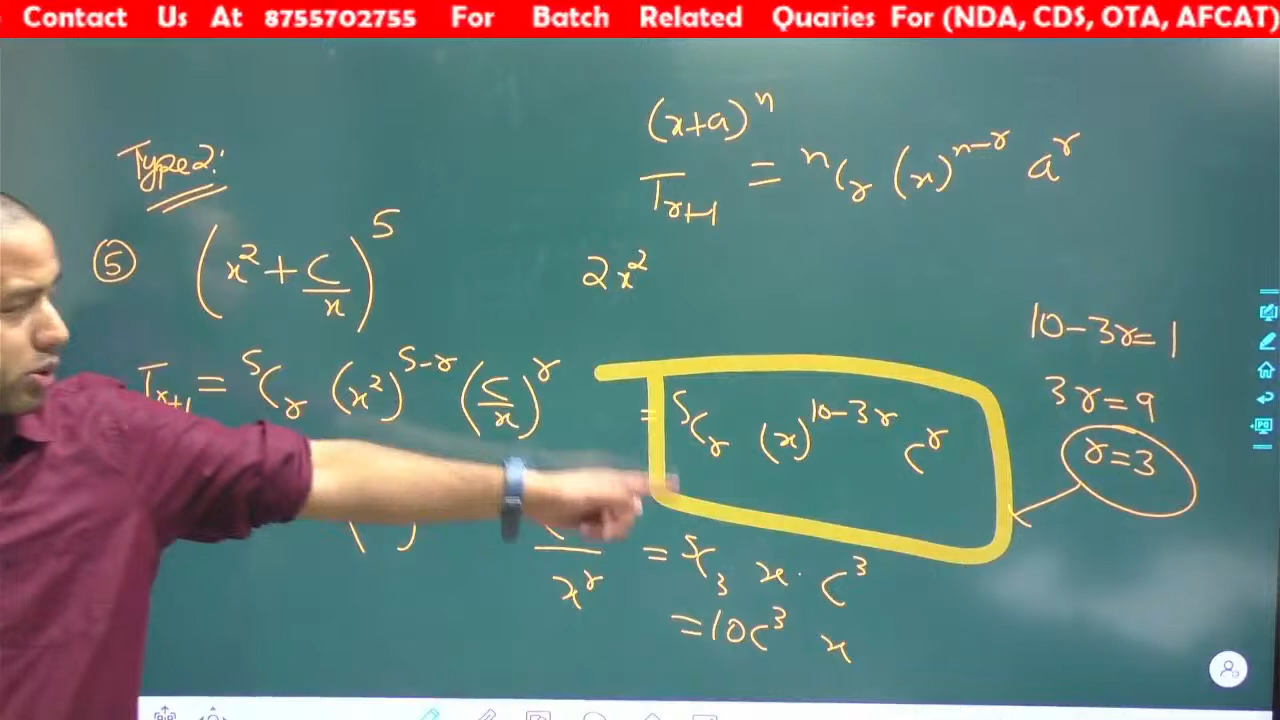 Contact Us At 8755702755 For Batch Related Quaries For (NDA, CDS, OTA, AFCAT)
(x+a)^n
Type 2:
T_{r+1} = ^nC_r (x)^{n-r} a^r
⑤ (x^2 + c/x)^5
2x^2
10-3r=1
T_{r+1} = ^5C_r (x^2)^{5-r} (c/x)^r = ^5C_r (x)^{10-3r} c^r
3r=9
r=3
x^r = ^5C_3 x · c^3
= 10c^3 x